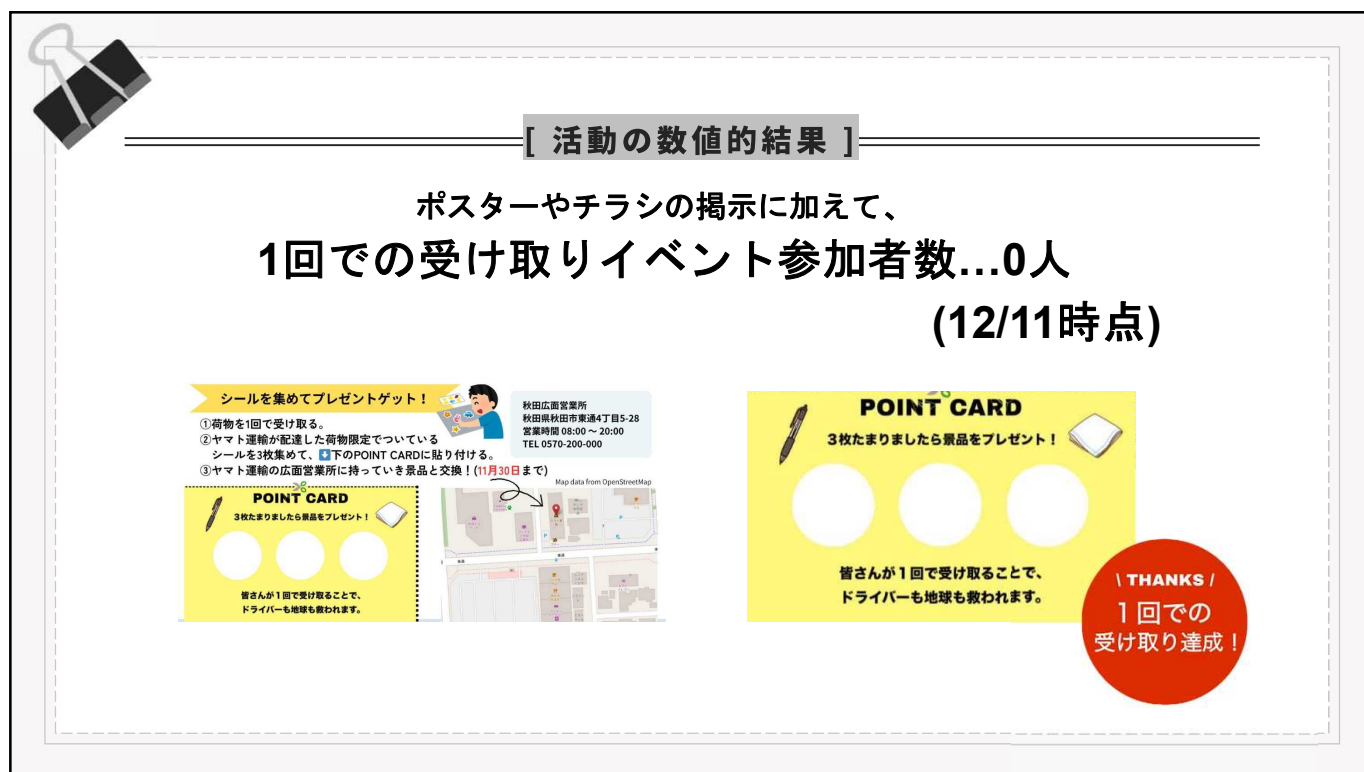 [ 活動の数値的結果 ]
ポスターやチラシの掲示に加えて、
1回での受け取りイベント参加者数...0人
(12/11時点)
シールを集めてプレゼントゲット！
①荷物を1回で受け取る。
②ヤマト運輸が配達した荷物限定でついている
シールを3枚集めて、⬇️下のPOINT CARDに貼り付ける。
③ヤマト運輸の広面営業所に持っていき景品と交換！(11月30日まで)
秋田広面営業所
秋田県秋田市東通4丁目5-28
営業時間 08:00 ～ 20:00
TEL 0570-200-000
Map data from OpenStreetMap
POINT CARD
3枚たまりましたら景品をプレゼント！
皆さんが１回で受け取ることで、
ドライバーも地球も救われます。
POINT CARD
3枚たまりましたら景品をプレゼント！
皆さんが１回で受け取ることで、
ドライバーも地球も救われます。
\ THANKS /
１回での
受け取り達成！